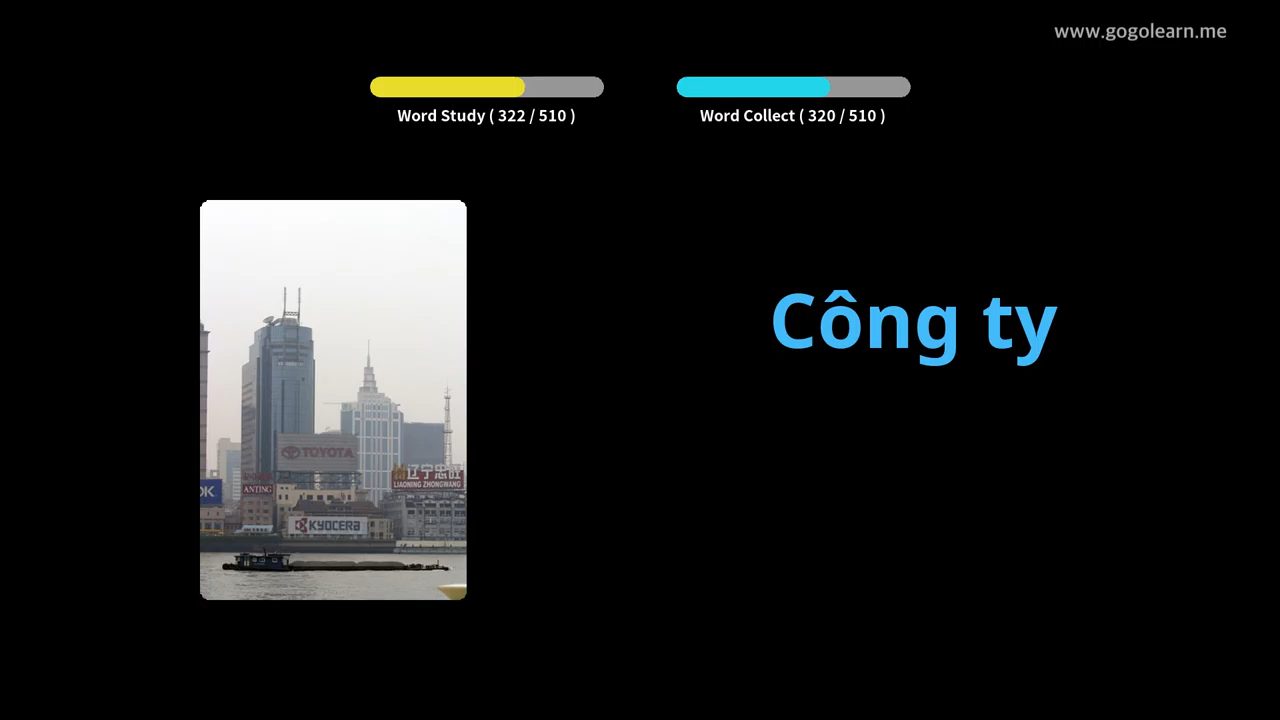 www.gogolearn.me
Word Study ( 322 / 510 )
Word Collect ( 320 / 510 )
Công ty
TOYOTA
辽宁忠旺
LIAONING ZHONGWANG
OK
ANTING
KYOCERA